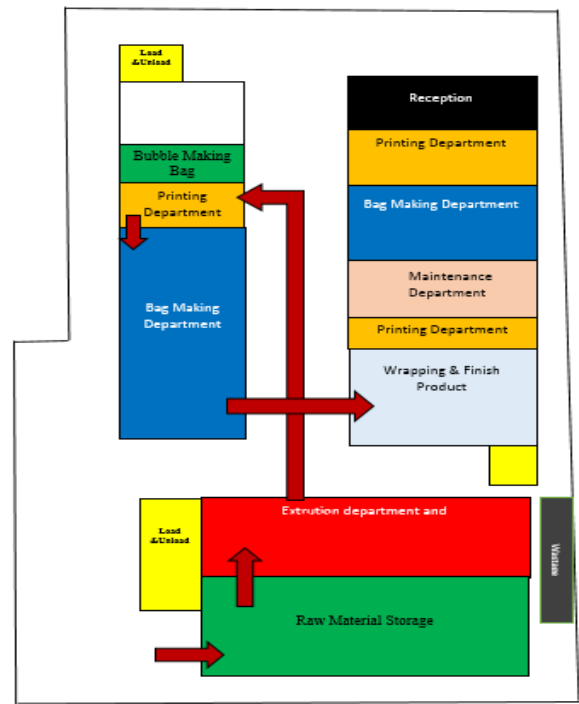 Load
&Unload
Reception
Printing Department
Bubble Making
Bag
Printing
Department
Bag Making Department
Maintenance
Department
Bag Making
Department
Printing Department
Wrapping & Finish
Product
Extrution department and
Load
&Unload
Raw Material Storage